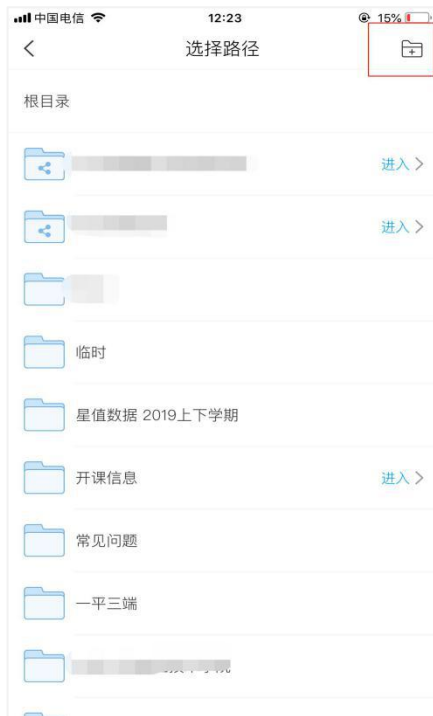 中国电信 12:23 15%
选择路径
根目录
进入
进入
临时
星值数据 2019上下学期
开课信息 进入
常见问题
一平三端